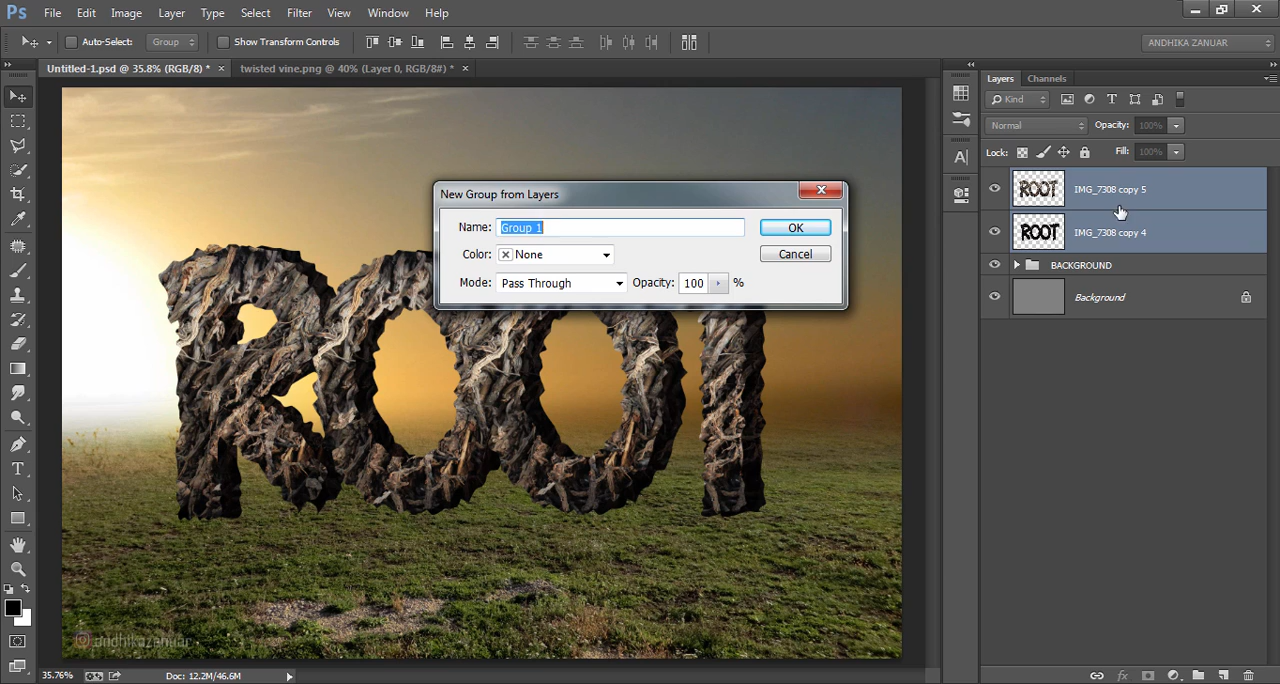 Ps File Edit Image Layer Type Select Filter View Window Help
Auto-Select: Group Show Transform Controls ANDHIKA ZANUAR
Untitled-1.psd @ 35.8% (RGB/8) * × twisted vine.png @ 40% (Layer 0, RGB/8#) * ×
Layers Channels
Kind
Normal Opacity: 100%
Lock: Fill: 100%
ROOT IMG_7308 copy 5
ROOT IMG_7308 copy 4
BACKGROUND
Background
New Group from Layers
Name: Group 1 OK
Color: None Cancel
Mode: Pass Through Opacity: 100 %
ROOT
andhikazanuar
35.76% Doc: 12.2M/46.6M